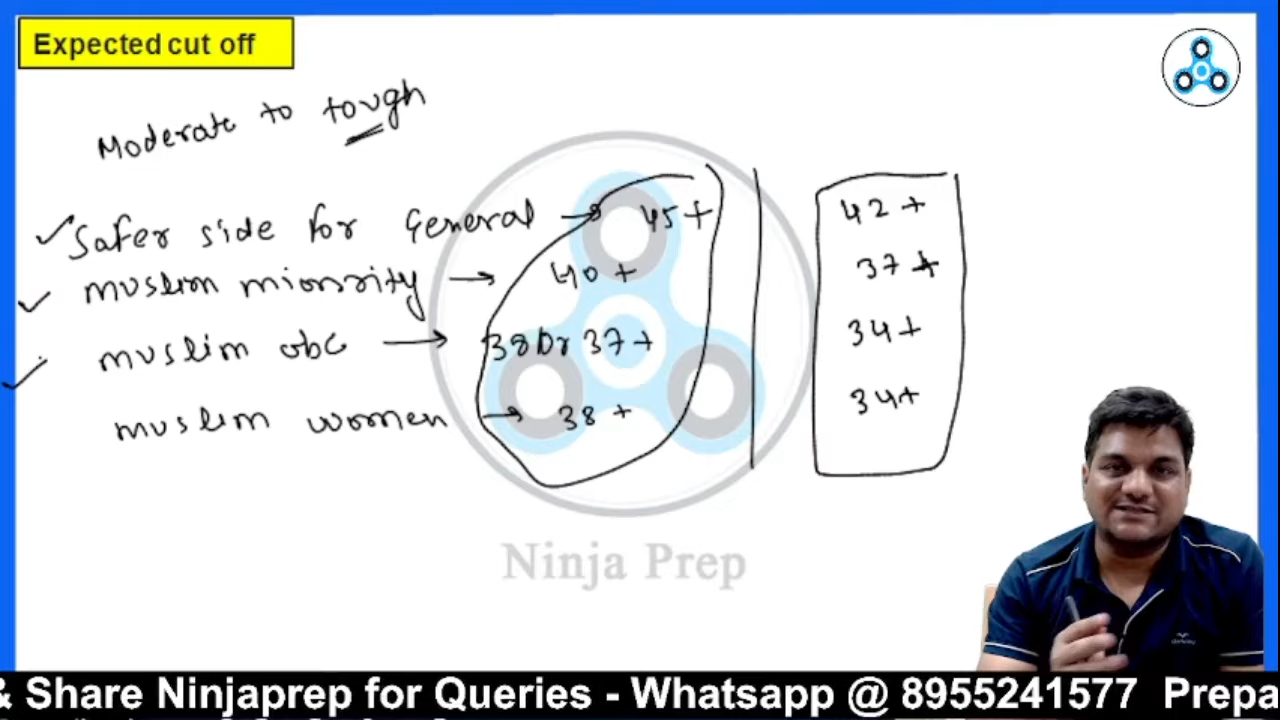 Expected cut off
Moderate to tough
Safer side for General → 45+ 42+
muslim mionority → 40+ 37+
muslim obc → 38 Or 37+ 34+
muslim women → 38+ 34+
Ninja Prep
& Share Ninjaprep for Queries - Whatsapp @ 8955241577 Prepa